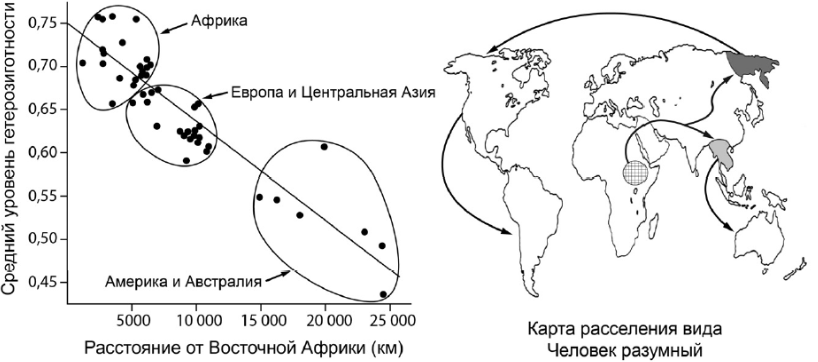 Средний уровень гетерозиготности
0,75
0,70
0,65
0,60
0,50
0,45
Африка
Европа и Центральная Азия
Америка и Австралия
5000
10 000
15 000
20 000
25 000
Расстояние от Восточной Африки (км)
Карта расселения вида
Человек разумный